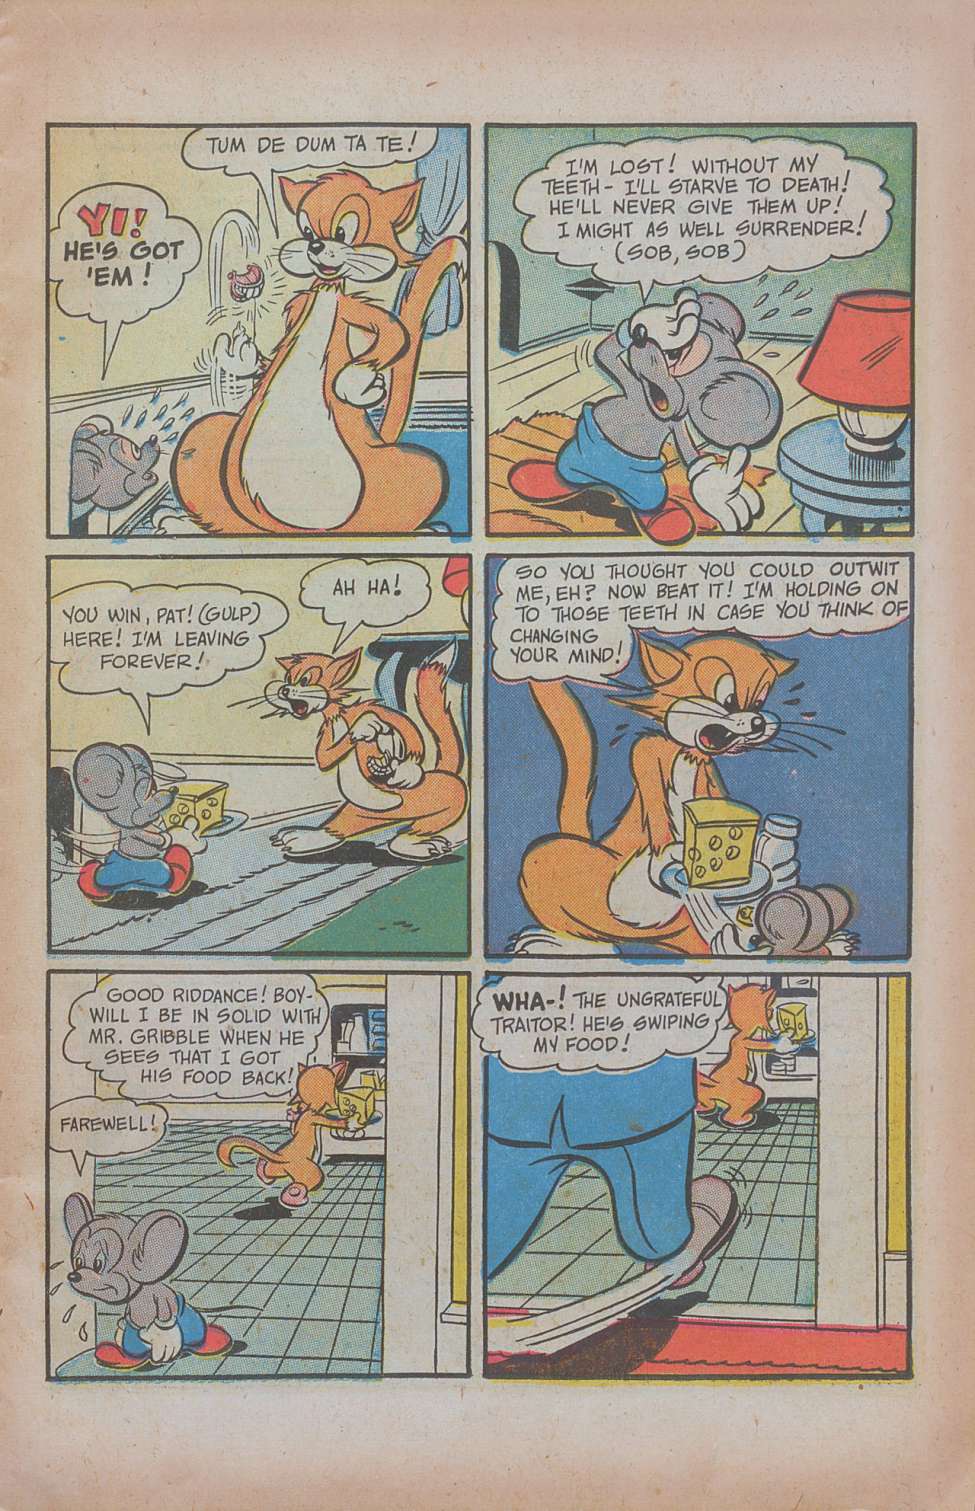 TUM DE DUM TA TE!
YI!
HE'S GOT
'EM!
I'M LOST! WITHOUT MY
TEETH- I'LL STARVE TO DEATH!
HE'LL NEVER GIVE THEM UP!
I MIGHT AS WELL SURRENDER!
(SOB, SOB)
YOU WIN, PAT! (GULP)
HERE! I'M LEAVING
FOREVER!
AH HA!
SO YOU THOUGHT YOU COULD OUTWIT
ME, EH? NOW BEAT IT! I'M HOLDING ON
TO THOSE TEETH IN CASE YOU THINK OF
CHANGING
YOUR MIND!
GOOD RIDDANCE! BOY-
WILL I BE IN SOLID WITH
MR. GRIBBLE WHEN HE
SEES THAT I GOT
HIS FOOD BACK!
FAREWELL!
WHA-! THE UNGRATEFUL
TRAITOR! HE'S SWIPING
MY FOOD!